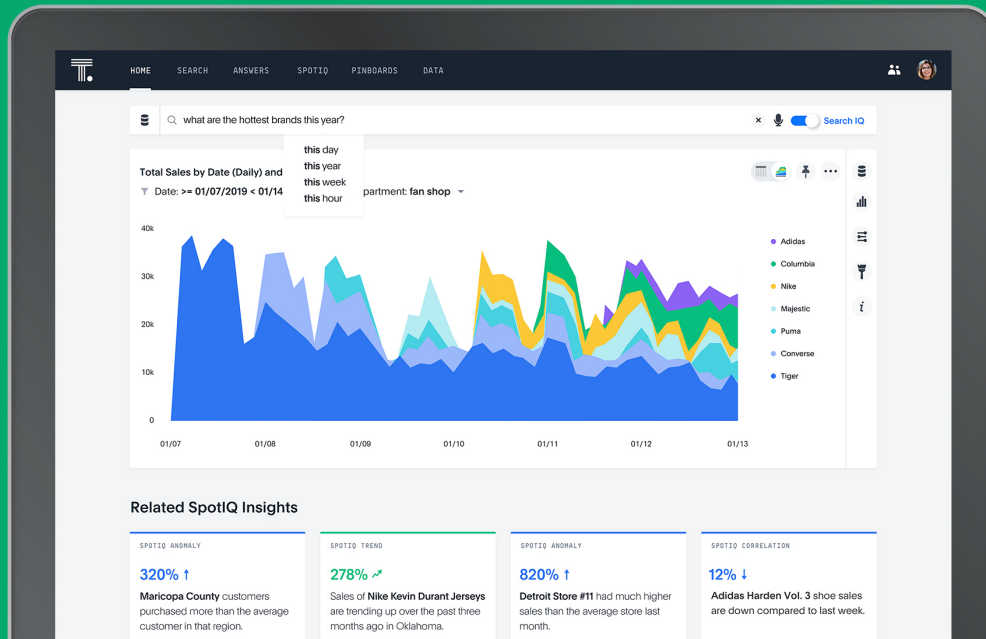 T.
HOME SEARCH ANSWERS SPOTIQ PINBOARDS DATA
what are the hottest brands this year?
Search IQ
this day
this year
this week
this hour
Total Sales by Date (Daily) and
Date: >= 01/07/2019 < 01/14 partment: fan shop
40k
30k
20k
10k
0
01/07 01/08 01/09 01/10 01/11 01/12 01/13
Adidas
Columbia
Nike
Majestic
Puma
Converse
Tiger
Related SpotIQ Insights
SPOTIQ ANOMALY
320% ↑
Maricopa County customers
purchased more than the average
customer in that region.
SPOTIQ TREND
278%
Sales of Nike Kevin Durant Jerseys
are trending up over the past three
months ago in Oklahoma.
SPOTIQ ANOMALY
820% ↑
Detroit Store #11 had much higher
sales than the average store last
month.
SPOTIQ CORRELATION
12% ↓
Adidas Harden Vol. 3 shoe sales
are down compared to last week.